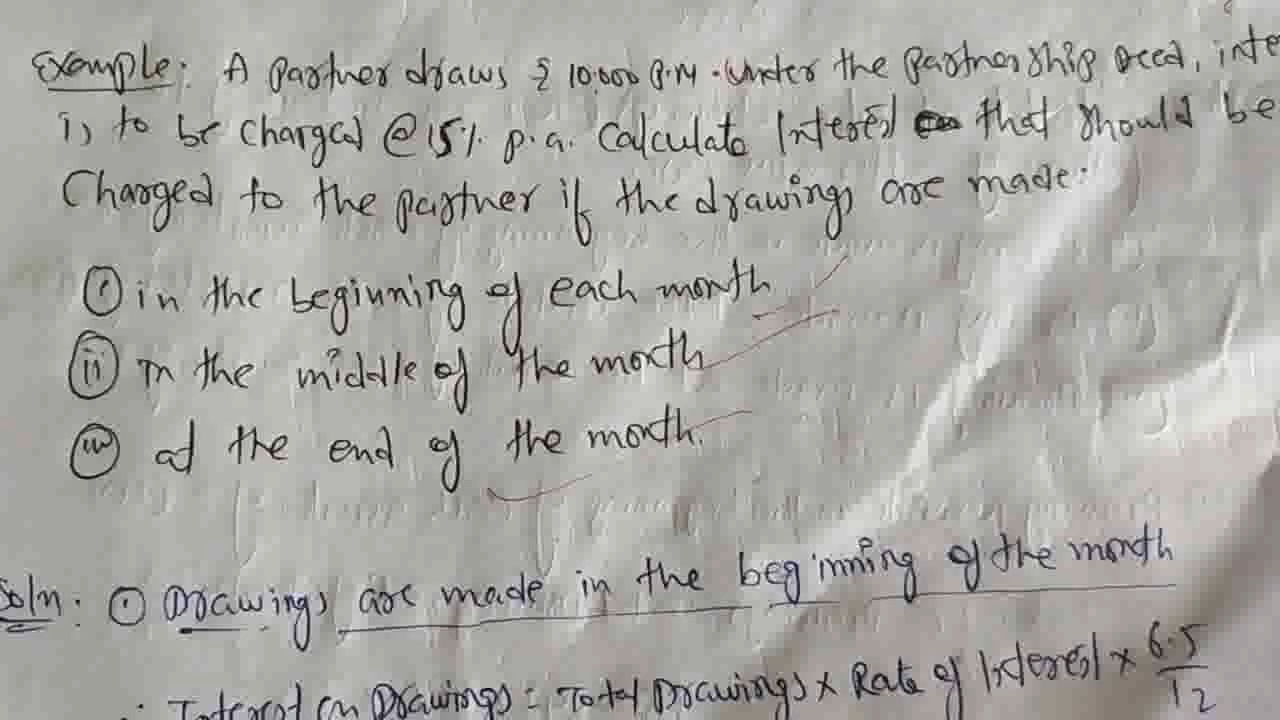 Example: A partner draws ₹ 10,000 P.M. Under the partnership Deed, inte
is to be charged @ 15% p.a. Calculate Interest that should be
Charged to the partner if the drawings are made:
(i) in the beginning of each month
(ii) in the middle of the month
(iii) at the end of the month.
Soln: (i) Drawings are made in the beginning of the month
∴ Interest on Drawings = Total Drawings × Rate of Interest × 6.5/12